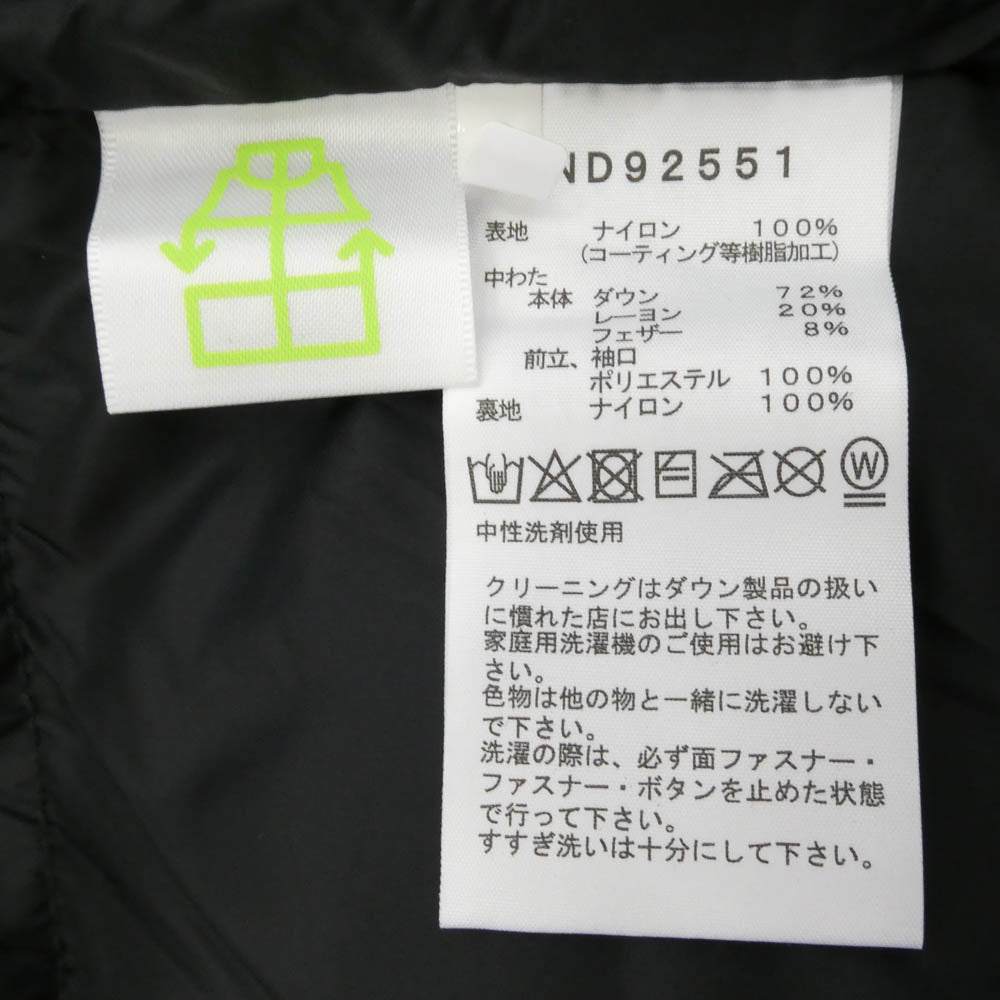 ND92551
表地 ナイロン 100%
(コーティング等樹脂加工)
中わた
本体 ダウン 72%
レーヨン 20%
フェザー 8%
前立、袖口
ポリエステル 100%
裏地 ナイロン 100%
W
中性洗剤使用
クリーニングはダウン製品の扱い
に慣れた店にお出し下さい。
家庭用洗濯機のご使用はお避け下
さい。
色物は他の物と一緒に洗濯しない
で下さい。
洗濯の際は、必ず面ファスナー・
ファスナー・ボタンを止めた状態
で行って下さい。
すすぎ洗いは十分にして下さい。